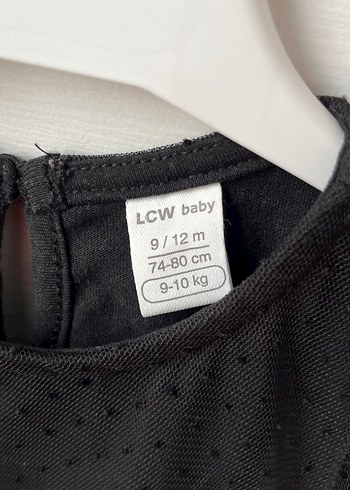 LCW baby
9 / 12 m
74-80 cm
9-10 kg